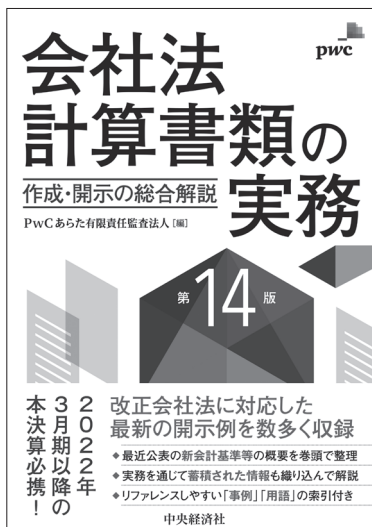 pwc
会社法
計算書類の
実務
作成・開示の総合解説
PwCあらた有限責任監査法人[編]
第14版
2022年
3月期以降の
本決算必携！
改正会社法に対応した
最新の開示例を数多く収録
◆最近公表の新会計基準等の概要を巻頭で整理
◆実務を通じて蓄積された情報も織り込んで解説
◆リファレンスしやすい「事例」「用語」の索引付き
中央経済社